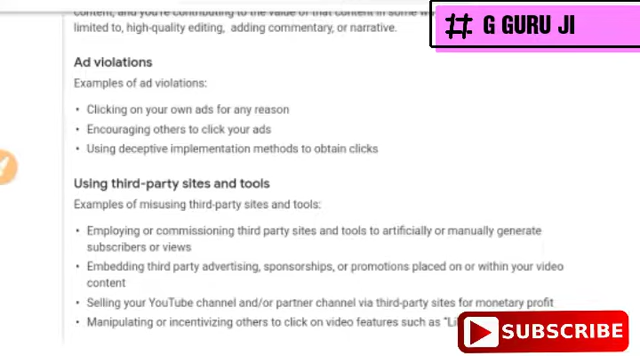 content, and you're contributing to the value of that content in some
# G GURU JI
limited to, high-quality editing, adding commentary, or narrative.
Ad violations
Examples of ad violations:
• Clicking on your own ads for any reason
• Encouraging others to click your ads
• Using deceptive implementation methods to obtain clicks
Using third-party sites and tools
Examples of misusing third-party sites and tools:
• Employing or commissioning third party sites and tools to artificially or manually generate
subscribers or views
• Embedding third party advertising, sponsorships, or promotions placed on or within your video
content
• Selling your YouTube channel and/or partner channel via third-party sites for monetary profit
• Manipulating or incentivizing others to click on video features such as
SUBSCRIBE